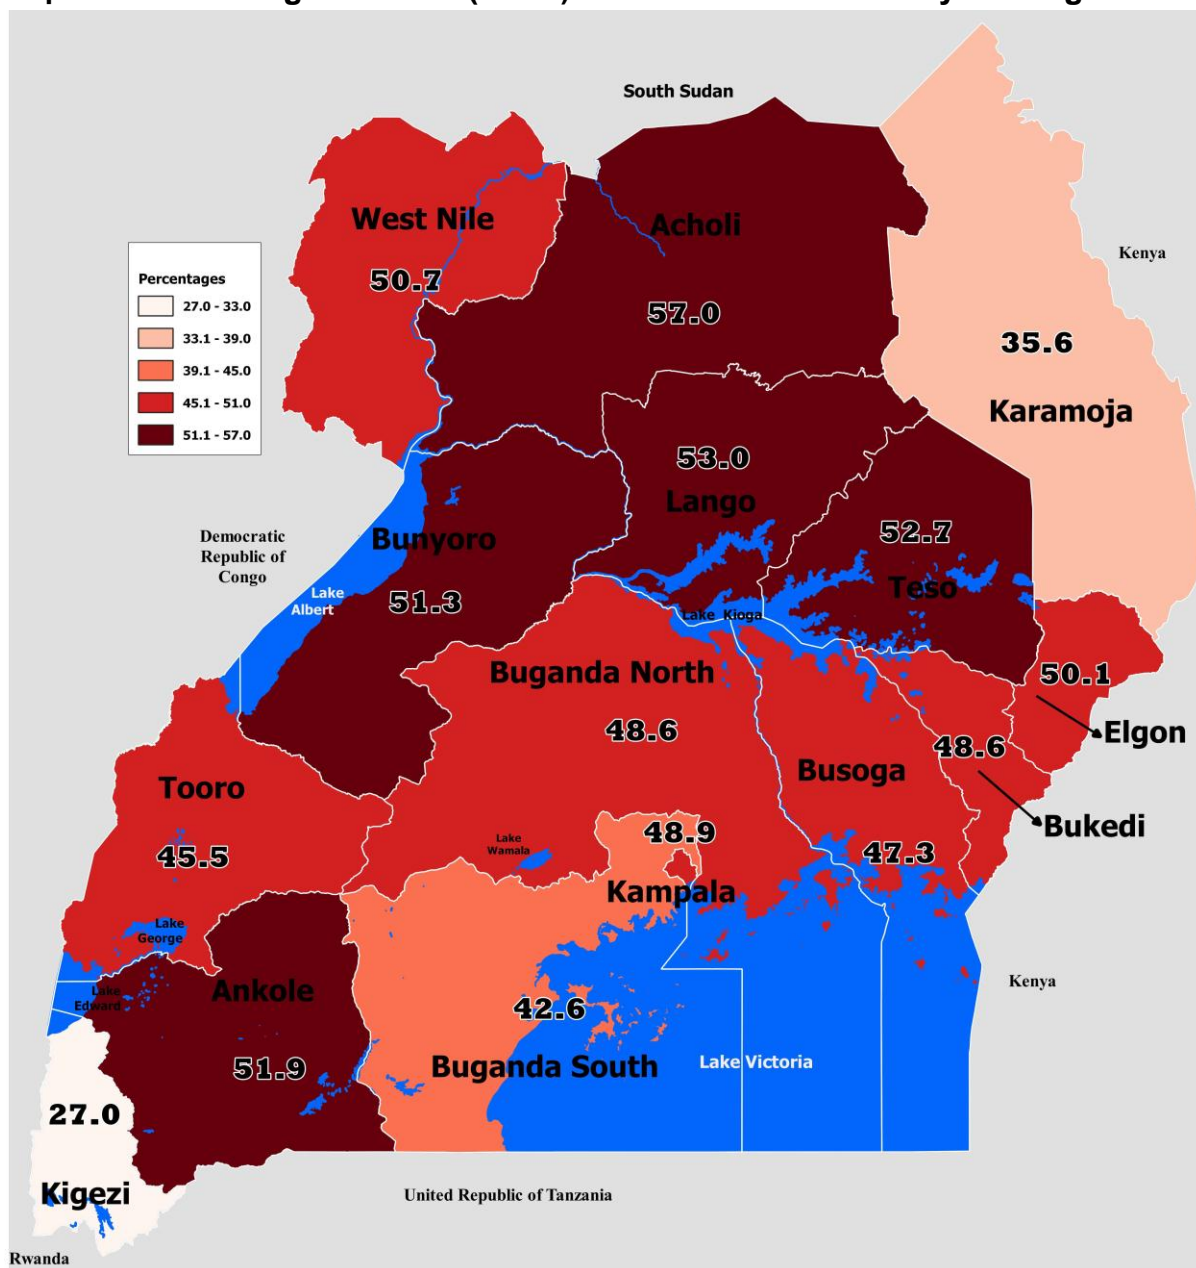 South Sudan
West Nile
50.7
Acholi
57.0
Kenya
35.6
Karamoja
Percentages
27.0 - 33.0
33.1 - 39.0
39.1 - 45.0
45.1 - 51.0
51.1 - 57.0
53.0
Lango
52.7
Teso
Democratic
Republic of
Congo
Lake
Albert
Bunyoro
51.3
Lake Kioga
Buganda North
48.6
50.1
Elgon
Busoga
48.6
Bukedi
47.3
Tooro
45.5
Lake
Wamala
48.9
Kampala
Lake
George
Lake
Edward
Ankole
51.9
42.6
Buganda South
Lake Victoria
Kenya
27.0
Kigezi
United Republic of Tanzania
Rwanda